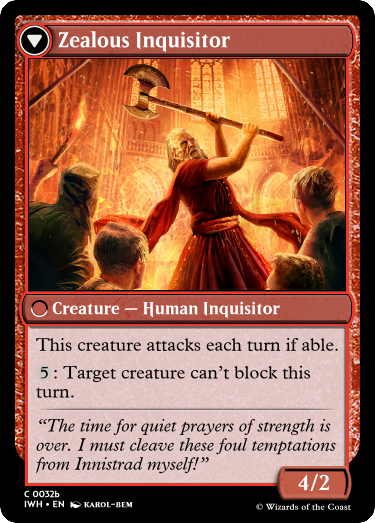 Zealous Inquisitor
Creature — Human Inquisitor
This creature attacks each turn if able.
5: Target creature can't block this
turn.
“The time for quiet prayers of strength is
over. I must cleave these foul temptations
from Innistrad myself!”
4/2
C 0032b
IWH • EN KAROL-BEM
© Wizards of the Coast